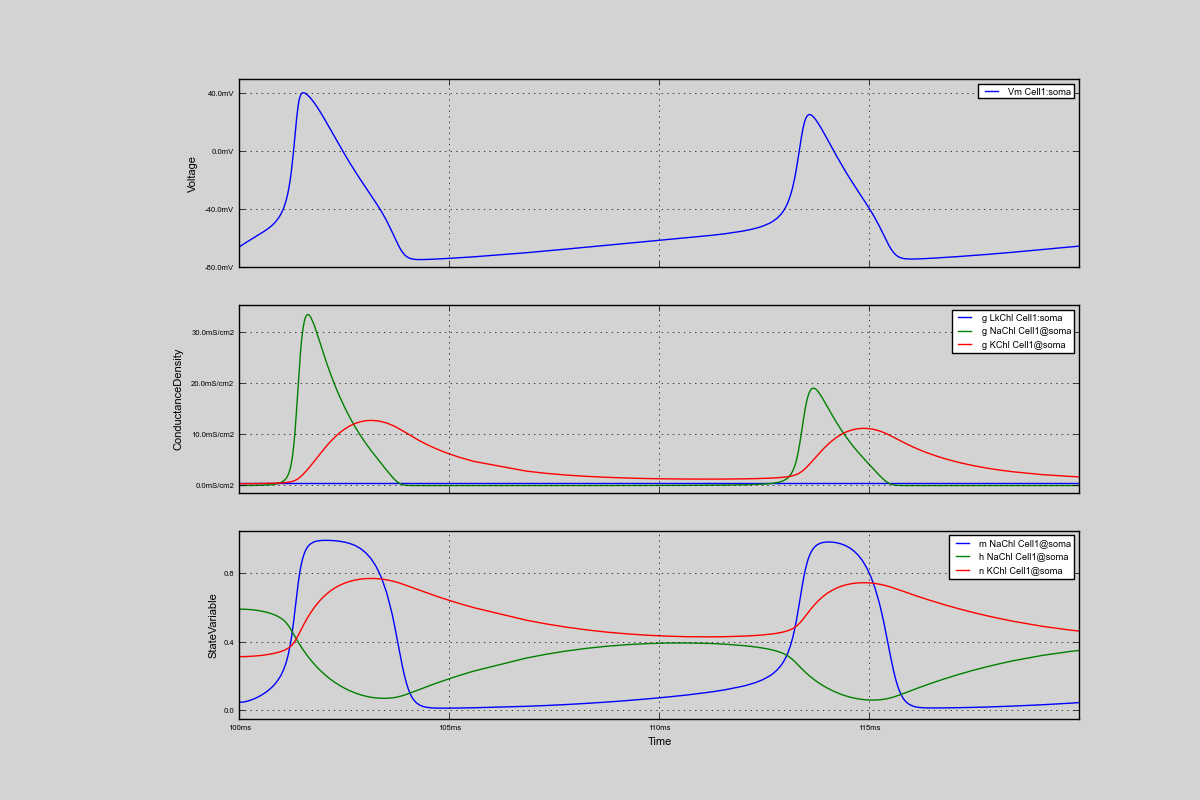 40.0mV
0.0mV
-40.0mV
-80.0mV
Voltage
Vm Cell1:soma
30.0mS/cm2
20.0mS/cm2
10.0mS/cm2
0.0mS/cm2
ConductanceDensity
g LkChl Cell1:soma
g NaChl Cell1@soma
g KChl Cell1@soma
0.8
0.4
0.0
StateVariable
m NaChl Cell1@soma
h NaChl Cell1@soma
n KChl Cell1@soma
100ms
105ms
110ms
115ms
Time